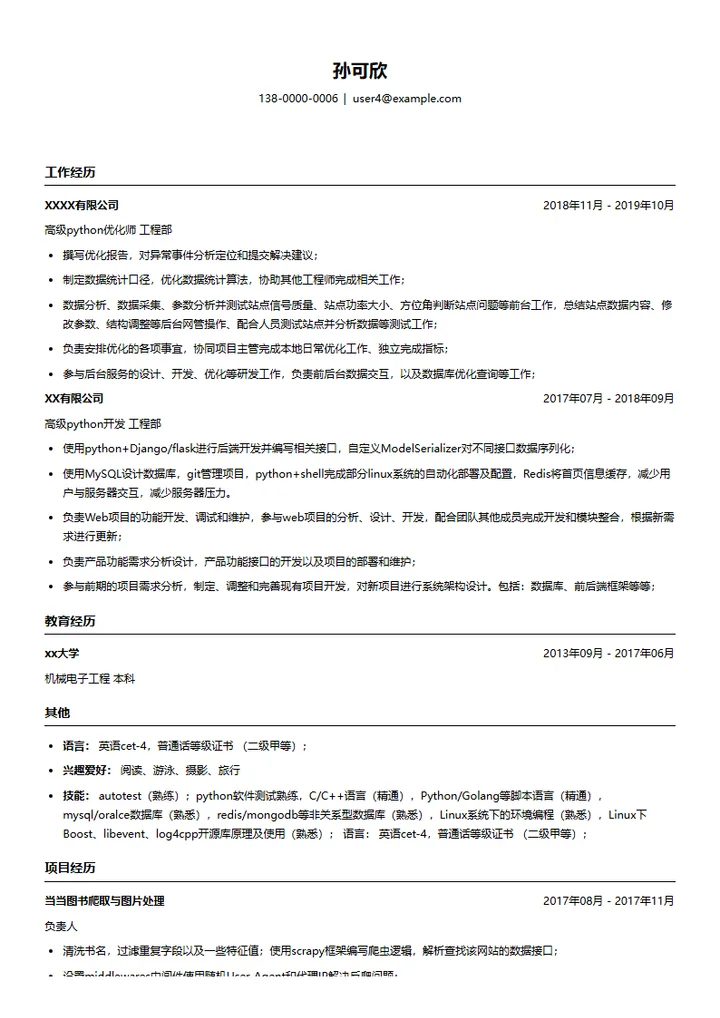 孙可欣
138-0000-0006 | user4@example.com
工作经历
XXXX有限公司 2018年11月 - 2019年10月
高级python优化师 工程部
• 撰写优化报告，对异常事件分析定位和提交解决建议；
• 制定数据统计口径，优化数据统计算法，协助其他工程师完成相关工作；
• 数据分析、数据采集、参数分析并测试站点信号质量、站点功率大小、方位角判断站点问题等前台工作，总结站点数据内容、修
改参数、结构调整等后台网管操作、配合人员测试站点并分析数据等测试工作；
• 负责安排优化的各项事宜，协同项目主管完成本地日常优化工作、独立完成指标；
• 参与后台服务的设计、开发、优化等研发工作，负责前后台数据交互，以及数据库优化查询等工作；
XX有限公司 2017年07月 - 2018年09月
高级python开发 工程部
• 使用python+Django/flask进行后端开发并编写相关接口，自定义ModelSerializer对不同接口数据序列化；
• 使用MySQL设计数据库，git管理项目，python+shell完成部分linux系统的自动化部署及配置，Redis将首页信息缓存，减少用
户与服务器交互，减少服务器压力。
• 负责Web项目的功能开发、调试和维护，参与web项目的分析、设计、开发，配合团队其他成员完成开发和模块整合，根据新需
求进行更新；
• 负责产品功能需求分析设计，产品功能接口的开发以及项目的部署和维护；
• 参与前期的项目需求分析，制定、调整和完善现有项目开发，对新项目进行系统架构设计。包括：数据库、前后端框架等等；
教育经历
xx大学 2013年09月 - 2017年06月
机械电子工程 本科
其他
• 语言： 英语cet-4，普通话等级证书 （二级甲等）；
• 兴趣爱好： 阅读、游泳、摄影、旅行
• 技能： autotest（熟练）；python软件测试熟练，C/C++语言（精通）, Python/Golang等脚本语言（精通）,
mysql/oralce数据库（熟悉）, redis/mongodb等非关系型数据库（熟悉）, Linux系统下的环境编程（熟悉）, Linux下
Boost、libevent、log4cpp开源库原理及使用（熟悉）； 语言： 英语cet-4，普通话等级证书 （二级甲等）；
项目经历
当当图书爬取与图片处理 2017年08月 - 2017年11月
负责人
• 清洗书名，过滤重复字段以及一些特征值；使用scrapy框架编写爬虫逻辑，解析查找该网站的数据接口；
• 设置middlewares中间件使用随机User-Agent和代理IP解决反爬问题；